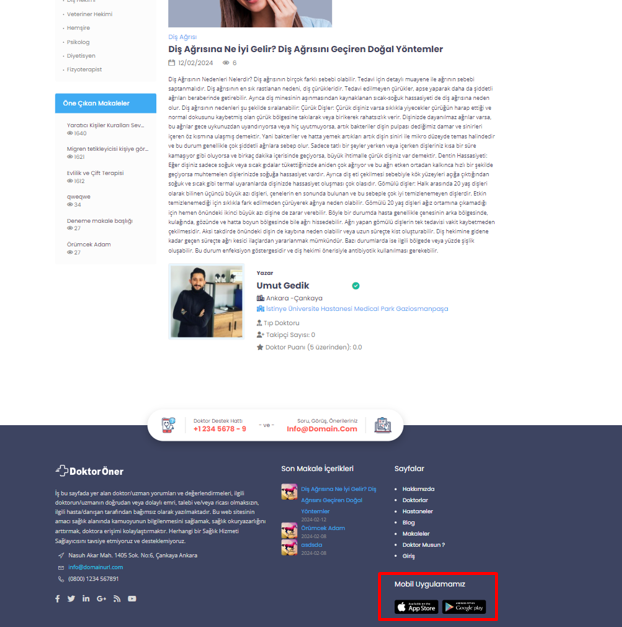 Diş Hekimi
Veteriner Hekimi
Hemşire
Psikolog
Diyetisyen
Fizyoterapist
Öne Çıkan Makaleler
Yaratıcı Kişiler Kuralları Sev...
1640
Migren tetikleyicisi kişiye gör...
1621
Evlilik ve Çift Terapisi
1612
qweqwe
34
Deneme makale başlığı
27
Örümcek Adam
27
Diş Ağrısı
Diş Ağrısına Ne İyi Gelir? Diş Ağrısını Geçiren Doğal Yöntemler
12/02/2024 6
Diş Ağrısının Nedenleri Nelerdir? Diş ağrısının birçok farklı sebebi olabilir. Tedavi için detaylı muayene ile ağrının sebebi
saptanmalıdır. Diş ağrısının en sık rastlanan nedeni, diş çürükleridir. Tedavi edilmeyen çürükler, apse yaparak daha da şiddetli
ağrıları beraberinde getirebilir. Ayrıca diş minesinin aşınmasından kaynaklanan sıcak-soğuk hassasiyeti de diş ağrısına neden
olur. Diş ağrılarının nedenleri şu şekilde sıralanabilir: Çürük Dişler: Çürük dişiniz varsa sıklıkla yiyecekler çürüğün harap ettiği ve
normal dokusunu kaybetmiş olan çürük bölgesine takılarak veya birikerek rahatsızlık verir. Dişinizde dayanılmaz ağrılar varsa,
bu ağrılar gece uykunuzdan uyandırıyorsa veya hiç uyutmuyorsa, artık bakteriler dişin pulpası dediğimiz damar ve sinirleri
içeren öz kısmına ulaşmış demektir. Yani bakteriler ve hatta yemek artıkları artık dişin sinili ile mikro düzeyde temas halindedir
ve bu durum genellikle çok şiddetli ağrılara sebep olur. Sadece tatlı bir şeyler yerken veya içerken dişleriniz kısa bir süre
kamaşıyor gibi oluyorsa ve birkaç dakika içerisinde geçiyorsa, büyük ihtimalle çürük dişiniz var demektir. Dentin Hassasiyeti:
Eğer dişiniz sadece soğuk veya sıcak gıdalar tükettiğinizde aniden çok ağrıyor ve bu ağrı etken ortadan kalkınca hızlı bir şekilde
geçiyorsa muhtemelen dişlerinizde soğuğa hassasiyet vardır. Ayrıca diş eti çekilmesi sebebiyle kök yüzeyleri açığa çıktığından
soğuk ve sıcak gibi termal uyaranlarda dişinizde hassasiyet oluşması çok olasıdır. Gömülü dişler: Halk arasında 20 yaş dişleri
olarak bilinen üçüncü büyük azı dişleri, çenelerin en sonunda bulunan ve bu sebeple çok iyi temizlenemeyen dişlerdir. Etkin
temizlenemediği için sıklıkla fark edilmeden çürüyerek ağrıya neden olabilir. Gömülü 20 yaş dişleri ağız ortamına çıkamadığı
için hemen önündeki ikinci büyük azı dişine de zarar verebilir. Böyle bir durumda hasta genellikle çenesinin arka bölgesinde,
kulağında, gözünde ve hatta boyun bölgesinde bile ağrı hissedebilir. Ağrı yapan gömülü dişlerin tek tedavisi vakit kaybetmeden
çekilmesidir. Aksi takdirde önündeki dişin de kaybına neden olabilir veya uzun süreçte kist oluşturabilir. Diş hekimine gidene
kadar geçen süreçte ağrı kesici ilaçlardan yararlanmak mümkündür. Bazı durumlarda ise ilgili bölgede veya yüzde şişlik
oluşabilir. Bu durum enfeksiyon göstergesidir ve diş hekimi önerisiyle antibiyotik kullanılması gerekebilir.
Yazar
Umut Gedik
Ankara -Çankaya
İstinye Üniversite Hastanesi Medical Park Gaziosmanpaşa
Tıp Doktoru
Takipçi Sayısı: 0
Doktor Puanı (5 üzerinden): 0.0
Doktor Destek Hattı
+1 234 5678 - 9
- ve -
Soru, Görüş, Önerileriniz
Info@Domain.Com
DoktorÖner
İş bu sayfada yer alan doktor/uzman yorumları ve değerlendirmeleri, ilgili
doktorun/uzmanın doğrudan veya dolaylı emri, talebi ve/veya ricası olmaksızın,
ilgili hasta/danışan tarafından bağımsız olarak yazılmaktadır. Bu web sitesinin
amacı sağlık alanında kamuoyunun bilgilenmesini sağlamak, sağlık okuryazarlığını
arttırmak, doktora erişimi kolaylaştırmaktır. Herhangi bir Sağlık Hizmeti
Sağlayıcısını tavsiye etmiyoruz ve desteklemiyoruz.
Nasuh Akar Mah. 1405 Sok. No:6, Çankaya Ankara
info@domainurl.com
(0800) 1234 567891
Son Makale İçerikleri
Diş Ağrısına Ne İyi Gelir? Diş
Ağrısını Geçiren Doğal
Yöntemler
2024-02-12
Örümcek Adam
2024-02-08
asdsda
2024-02-08
Sayfalar
Hakkımızda
Doktorlar
Hastaneler
Blog
Makaleler
Doktor Musun ?
Giriş
Mobil Uygulamamız
App Store
Google play